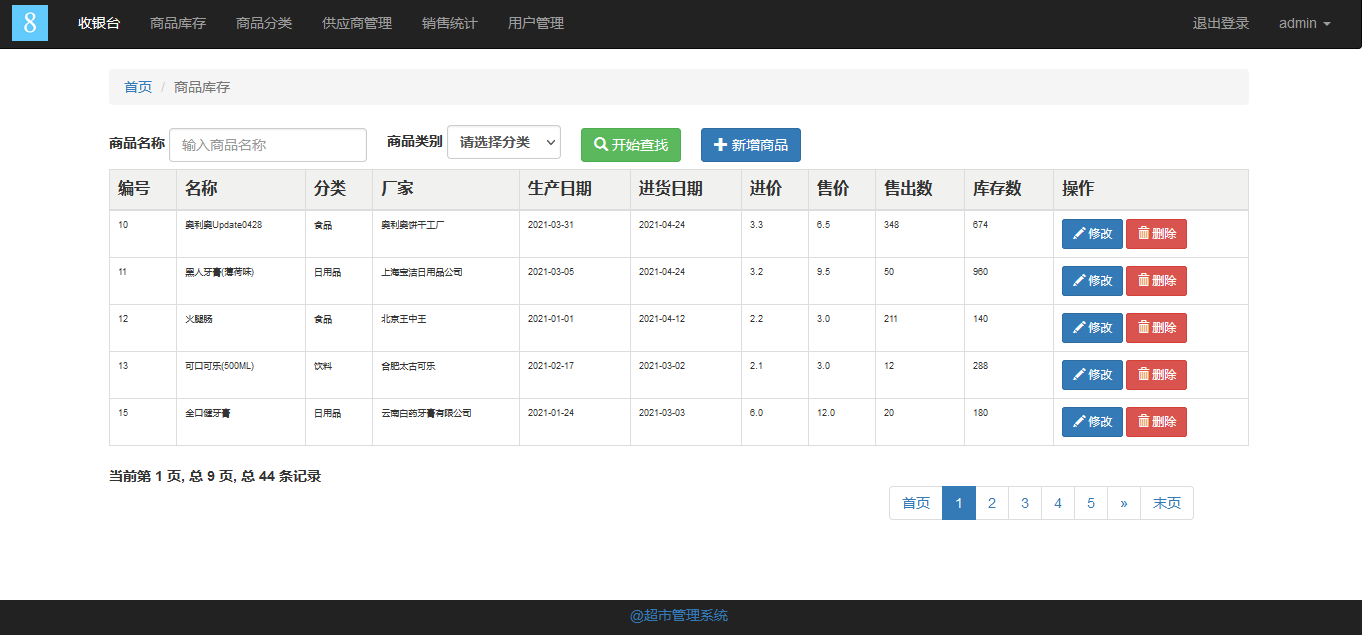 8 收银台 商品库存 商品分类 供应商管理 销售统计 用户管理 退出登录 admin
首页 / 商品库存
商品名称 输入商品名称 商品类别 请选择分类 开始查找 新增商品
编号 名称 分类 厂家 生产日期 进货日期 进价 售价 售出数 库存数 操作
10 奥利奥Update0428 食品 奥利奥饼干工厂 2021-03-31 2021-04-24 3.3 6.5 348 674 修改 删除
11 黑人牙膏(薄荷味) 日用品 上海宝洁日用品公司 2021-03-05 2021-04-24 3.2 9.5 50 960 修改 删除
12 火腿肠 食品 北京王中王 2021-01-01 2021-04-12 2.2 3.0 211 140 修改 删除
13 可口可乐(500ML) 饮料 合肥太古可乐 2021-02-17 2021-03-02 2.1 3.0 12 288 修改 删除
15 全口健牙膏 日用品 云南白药牙膏有限公司 2021-01-24 2021-03-03 6.0 12.0 20 180 修改 删除
当前第 1 页, 总 9 页, 总 44 条记录
首页 1 2 3 4 5 » 末页
@超市管理系统